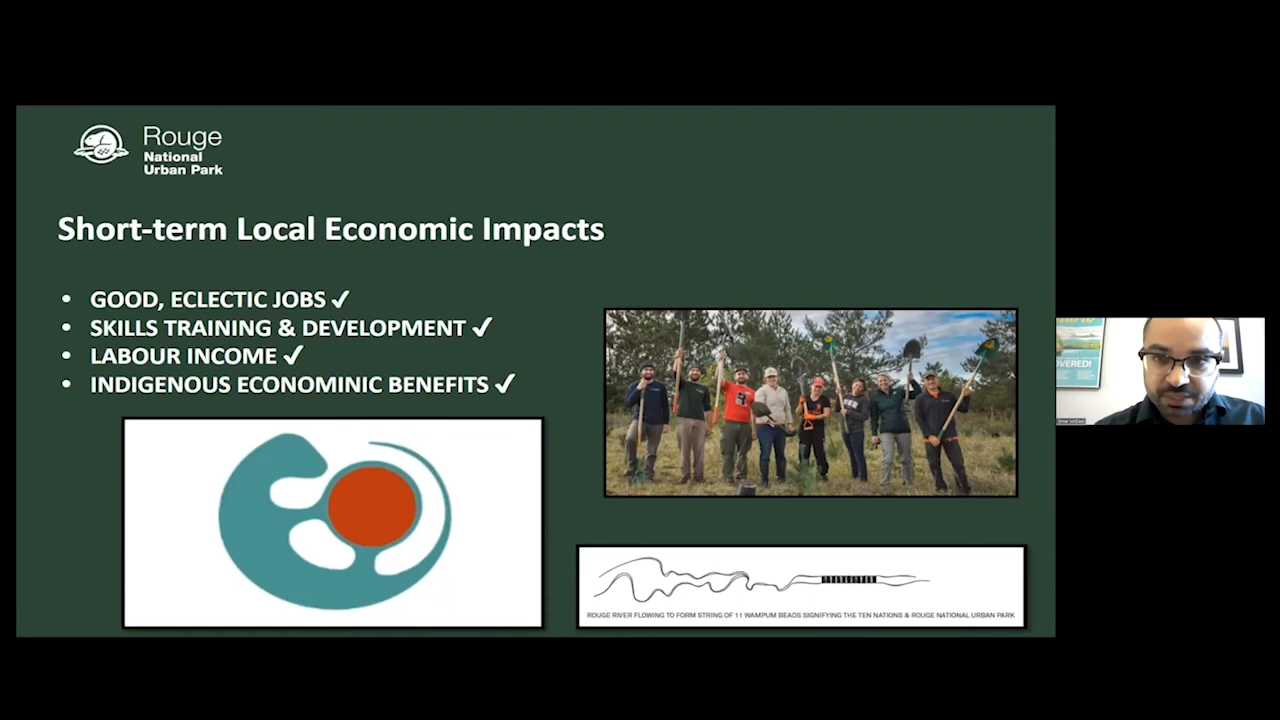 Rouge
National
Urban Park
Short-term Local Economic Impacts
• GOOD, ECLECTIC JOBS ✓
• SKILLS TRAINING & DEVELOPMENT ✓
• LABOUR INCOME ✓
• INDIGENOUS ECONOMINIC BENEFITS ✓
ROUGE RIVER FLOWING TO FORM STRING OF 11 WAMPUM BEADS SIGNIFYING THE TEN NATIONS & ROUGE NATIONAL URBAN PARK